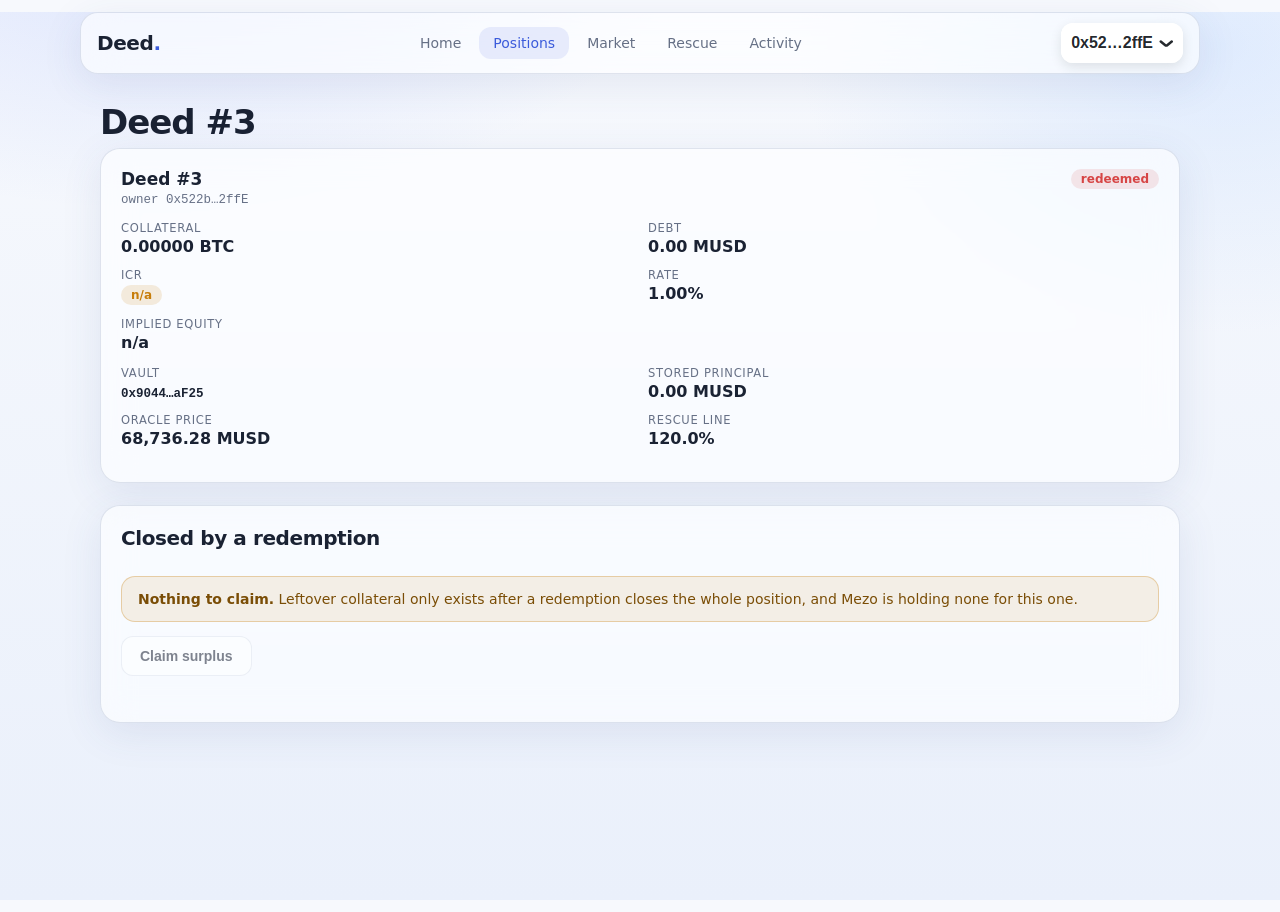 Deed.
Home
Positions
Market
Rescue
Activity
0x52...2ffE
Deed #3
Deed #3
redeemed
owner 0x522b…2ffE
COLLATERAL
0.00000 BTC
DEBT
0.00 MUSD
ICR
n/a
RATE
1.00%
IMPLIED EQUITY
n/a
VAULT
0x9044…aF25
STORED PRINCIPAL
0.00 MUSD
ORACLE PRICE
68,736.28 MUSD
RESCUE LINE
120.0%
Closed by a redemption
Nothing to claim. Leftover collateral only exists after a redemption closes the whole position, and Mezo is holding none for this one.
Claim surplus